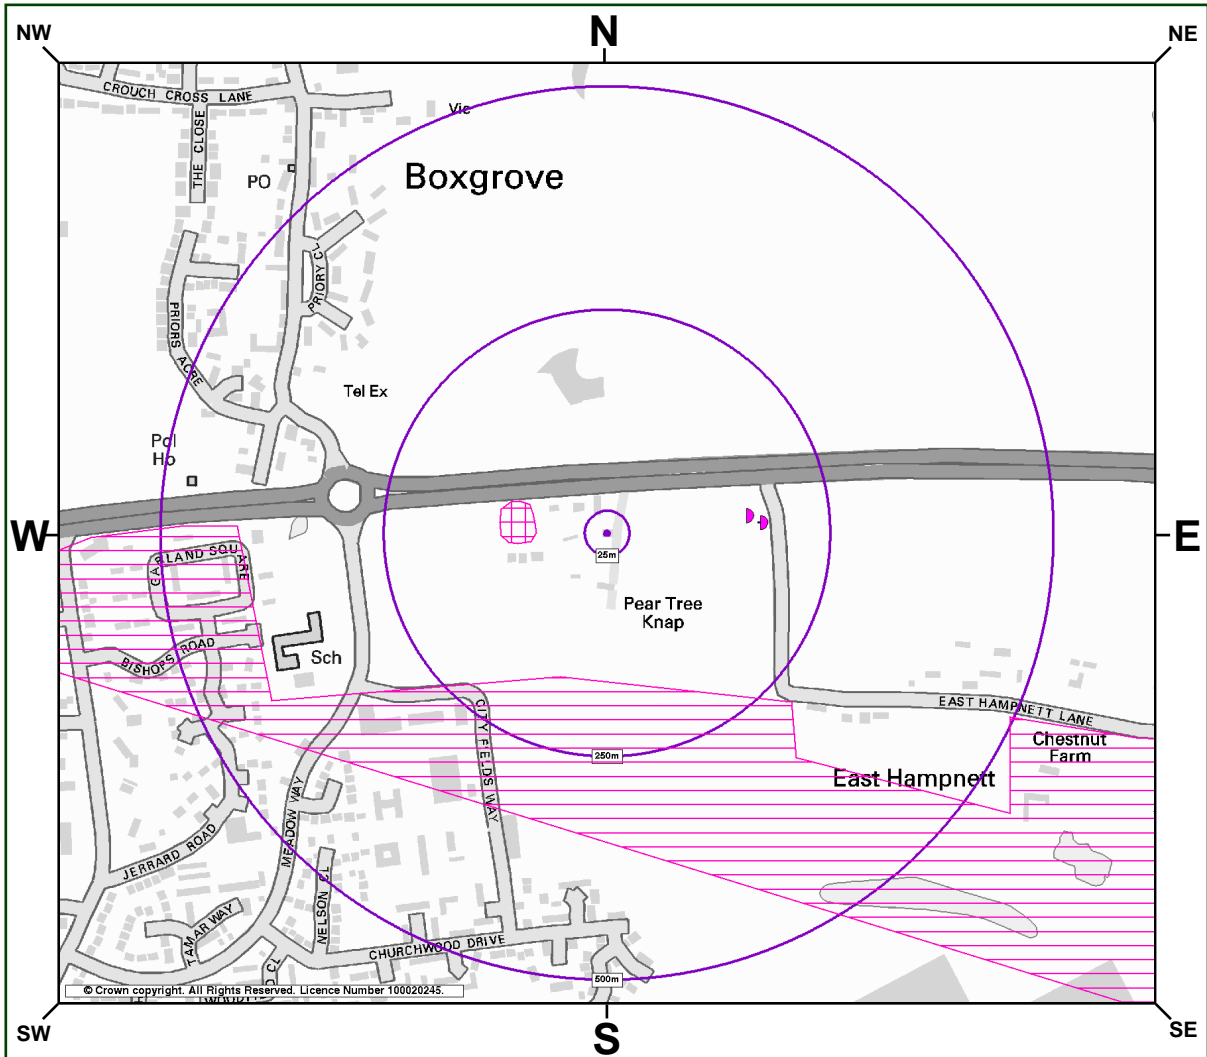 NW
N
NE
CROUCH CROSS LANE
THE CLOSE
Vic
PO
Boxgrove
PRIORY CL
PRIORS ACRE
Tel Ex
Pol
Ho
W
E
25m
GARLAND SQUARE
Pear Tree
Knap
BISHOPS ROAD
Sch
CITY FIELDS WAY
EAST HAMPNETT LANE
Chestnut
Farm
250m
East Hampnett
MEADOW WAY
JERRARD ROAD
NELSON CL
TAMAR WAY
CHURCHWOOD DRIVE
CL
500m
© Crown copyright. All Rights Reserved. Licence Number 100020245.
SW
S
SE